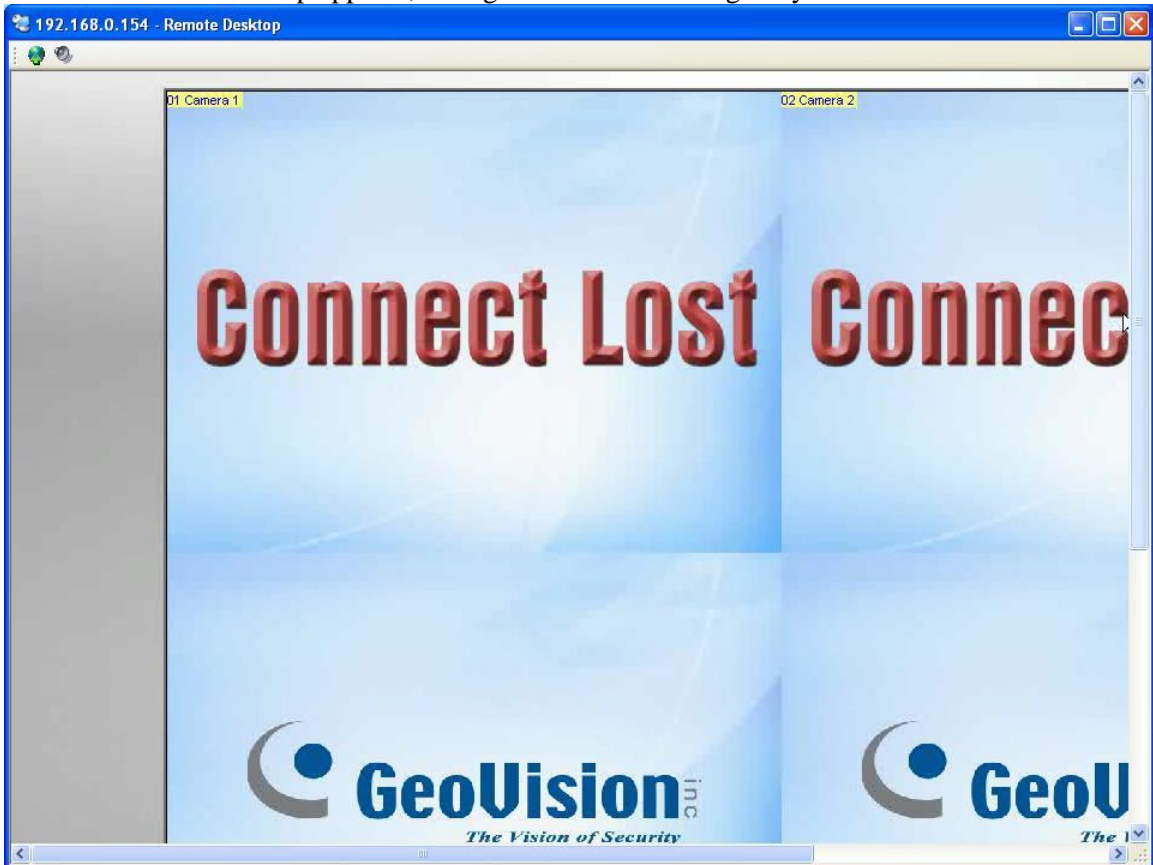 192.168.0.154 - Remote Desktop
01 Camera 1
02 Camera 2
Connect Lost
Connec
GeoVision inc
The Vision of Security
GeoV
The